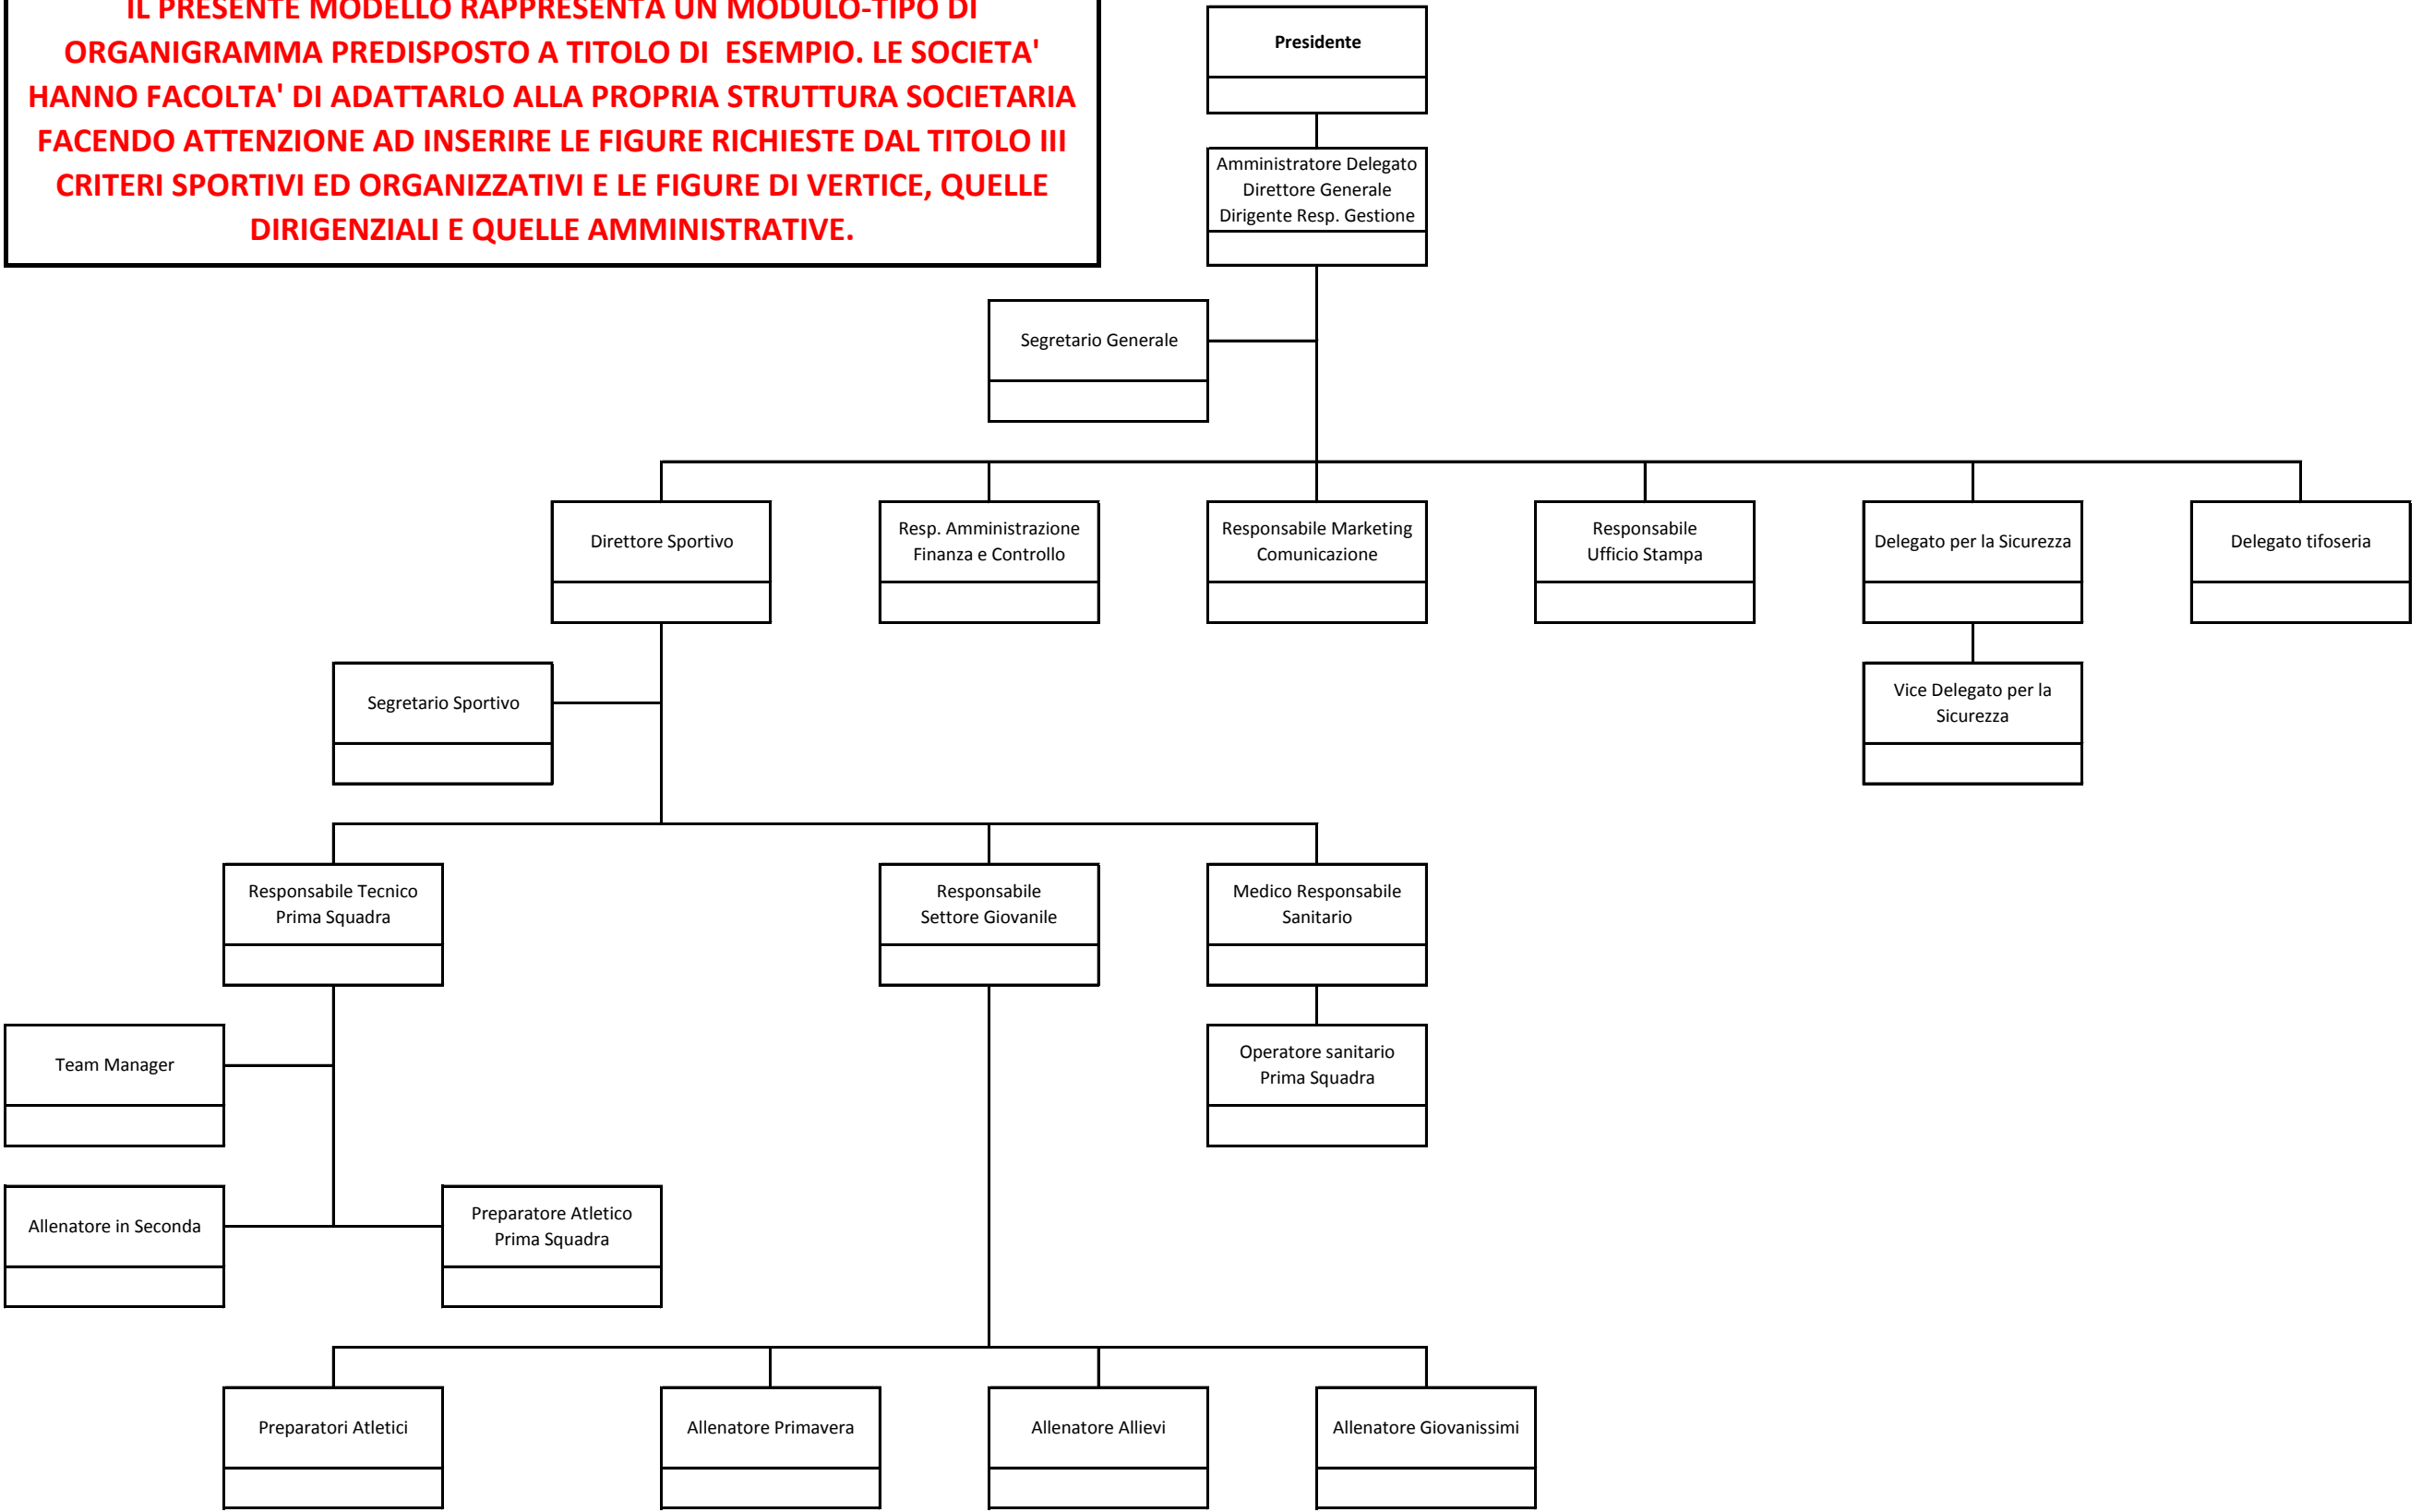 IL PRESENTE MODELLO RAPPRESENTA UN MODULO-TIPO DI
ORGANIGRAMMA PREDISPOSTO A TITOLO DI ESEMPIO. LE SOCIETA'
HANNO FACOLTA' DI ADATTARLO ALLA PROPRIA STRUTTURA SOCIETARIA
FACENDO ATTENZIONE AD INSERIRE LE FIGURE RICHIESTE DAL TITOLO III
CRITERI SPORTIVI ED ORGANIZZATIVI E LE FIGURE DI VERTICE, QUELLE
DIRIGENZIALI E QUELLE AMMINISTRATIVE.
Presidente
Amministratore Delegato
Direttore Generale
Dirigente Resp. Gestione
Segretario Generale
Direttore Sportivo
Resp. Amministrazione
Finanza e Controllo
Responsabile Marketing
Comunicazione
Responsabile
Ufficio Stampa
Delegato per la Sicurezza
Delegato tifoseria
Segretario Sportivo
Vice Delegato per la
Sicurezza
Responsabile Tecnico
Prima Squadra
Responsabile
Settore Giovanile
Medico Responsabile
Sanitario
Team Manager
Operatore sanitario
Prima Squadra
Allenatore in Seconda
Preparatore Atletico
Prima Squadra
Preparatori Atletici
Allenatore Primavera
Allenatore Allievi
Allenatore Giovanissimi